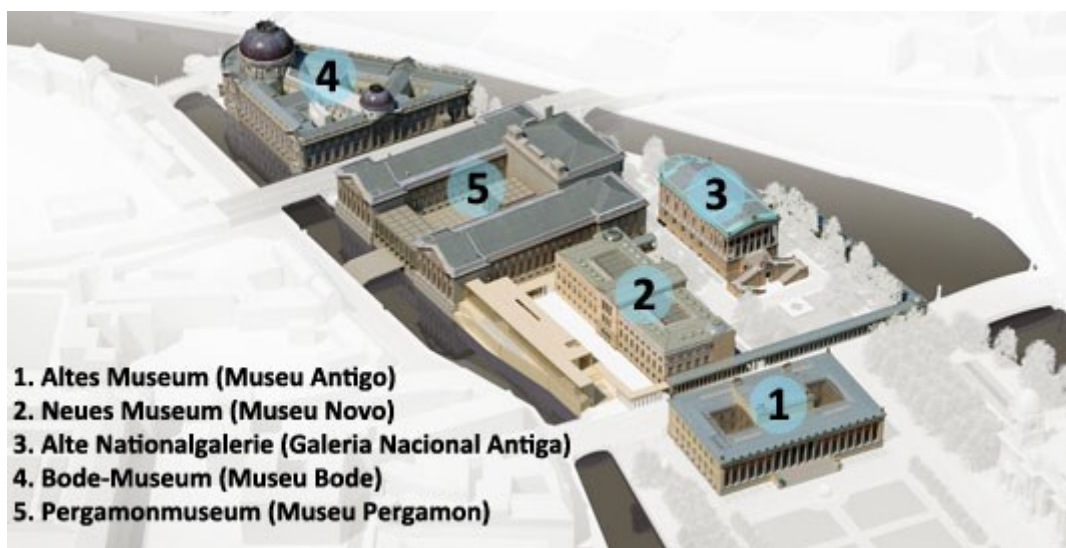 4
5
3
2
1
1. Altes Museum (Museu Antigo)
2. Neues Museum (Museu Novo)
3. Alte Nationalgalerie (Galeria Nacional Antiga)
4. Bode-Museum (Museu Bode)
5. Pergamonmuseum (Museu Pergamon)